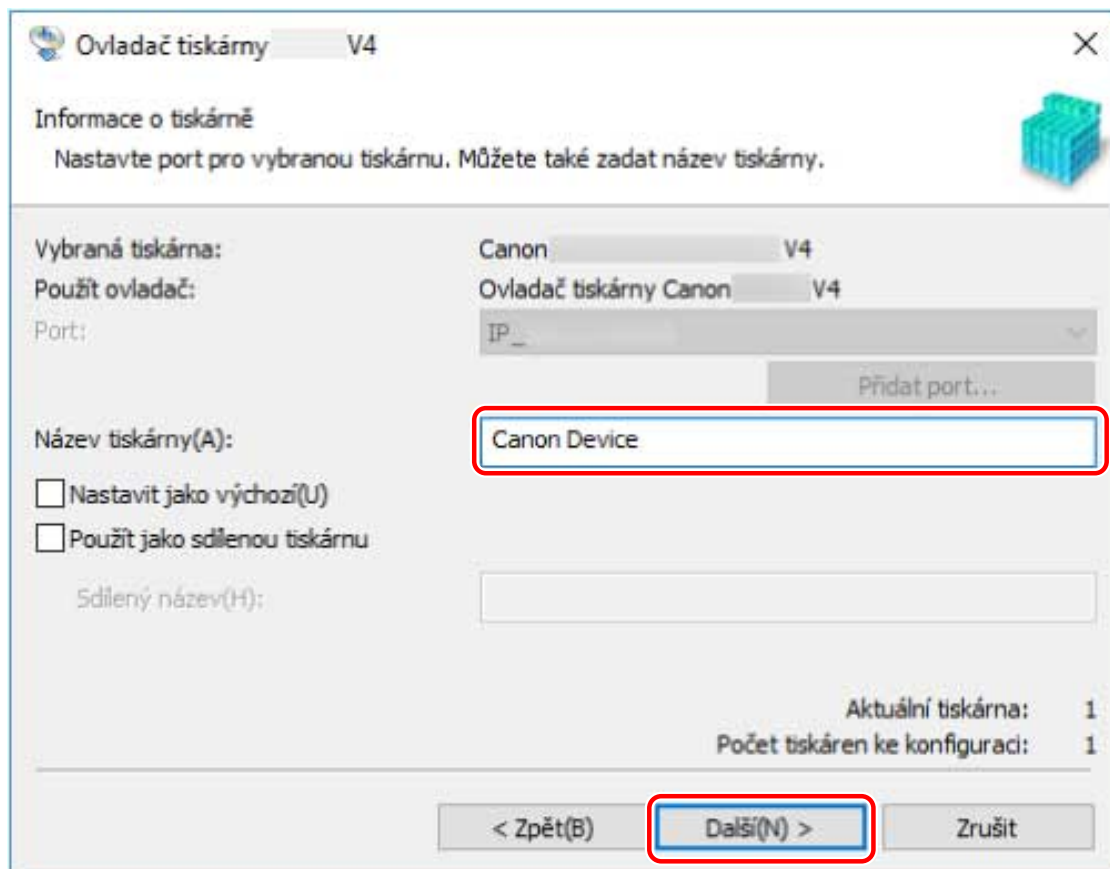 Ovladač tiskárny V4
Informace o tiskárně
Nastavte port pro vybranou tiskárnu. Můžete také zadat název tiskárny.
Vybraná tiskárna: Canon V4
Použít ovladač: Ovladač tiskárny Canon V4
Port: IP_
Přidat port...
Název tiskárny(A): Canon Device
Nastavit jako výchozí(U)
Použít jako sdílenou tiskárnu
Sdílený název(H):
Aktuální tiskárna: 1
Počet tiskáren ke konfiguraci: 1
< Zpět(B) Další(N) > Zrušit